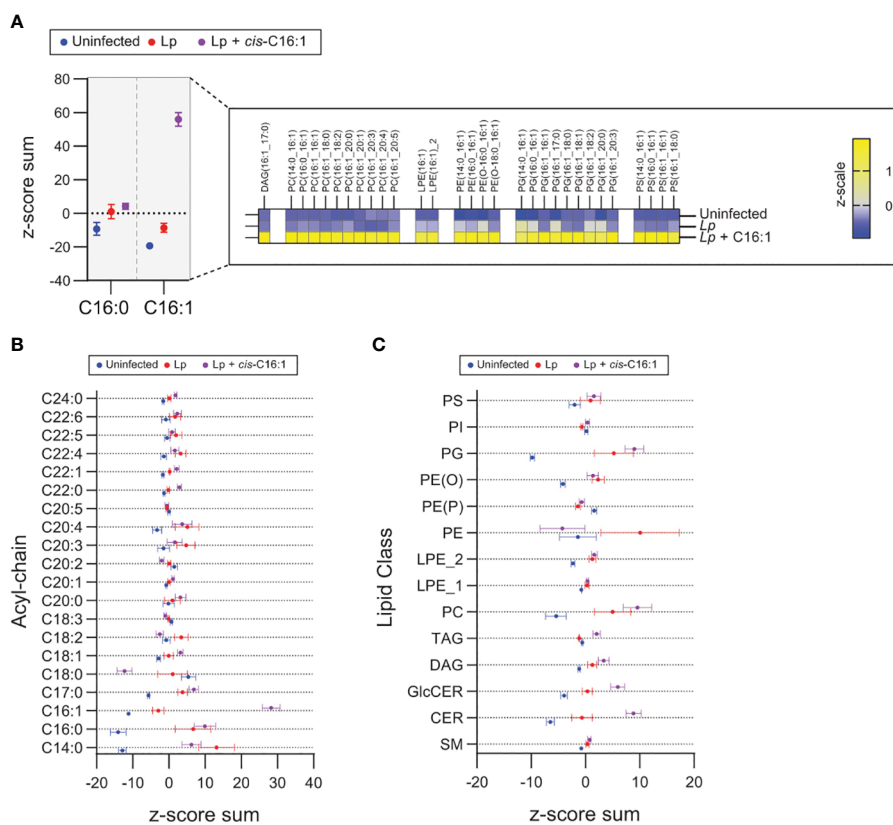 A
Uninfected Lp Lp + cis-C16:1
80
60
40
20
0
-20
-40
z-score sum
C16:0 C16:1
DAG(16:1_17:0)
PC(14:0_16:1)
PC(16:0_16:1)
PC(16:1_16:1)
PC(16:1_18:0)
PC(16:1_18:2)
PC(16:1_20:0)
PC(16:1_20:1)
PC(16:1_20:3)
PC(16:1_20:4)
PC(16:1_20:5)
LPE(16:1)
LPE(16:1)_2
PE(14:0_16:1)
PE(16:0_16:1)
PE(O-16:0_16:1)
PE(O-18:0_16:1)
PG(14:0_16:1)
PG(16:0_16:1)
PG(16:1_16:1)
PG(16:1_17:0)
PG(16:1_18:0)
PG(16:1_18:1)
PG(16:1_18:2)
PG(16:1_20:0)
PG(16:1_20:3)
PS(14:0_16:1)
PS(16:0_16:1)
PS(16:1_16:1)
PS(16:1_18:0)
Uninfected
Lp
Lp + C16:1
z-scale
1
0
B
Uninfected Lp Lp + cis-C16:1
Acyl-chain
C24:0
C22:6
C22:5
C22:4
C22:1
C22:0
C20:5
C20:4
C20:3
C20:2
C20:1
C20:0
C18:3
C18:2
C18:1
C18:0
C17:0
C16:1
C16:0
C14:0
-20 -10 0 10 20 30 40
z-score sum
C
Uninfected Lp Lp + cis-C16:1
Lipid Class
PS
PI
PG
PE(O)
PE(P)
PE
LPE_2
LPE_1
PC
TAG
DAG
GlcCER
CER
SM
-20 -10 0 10 20
z-score sum